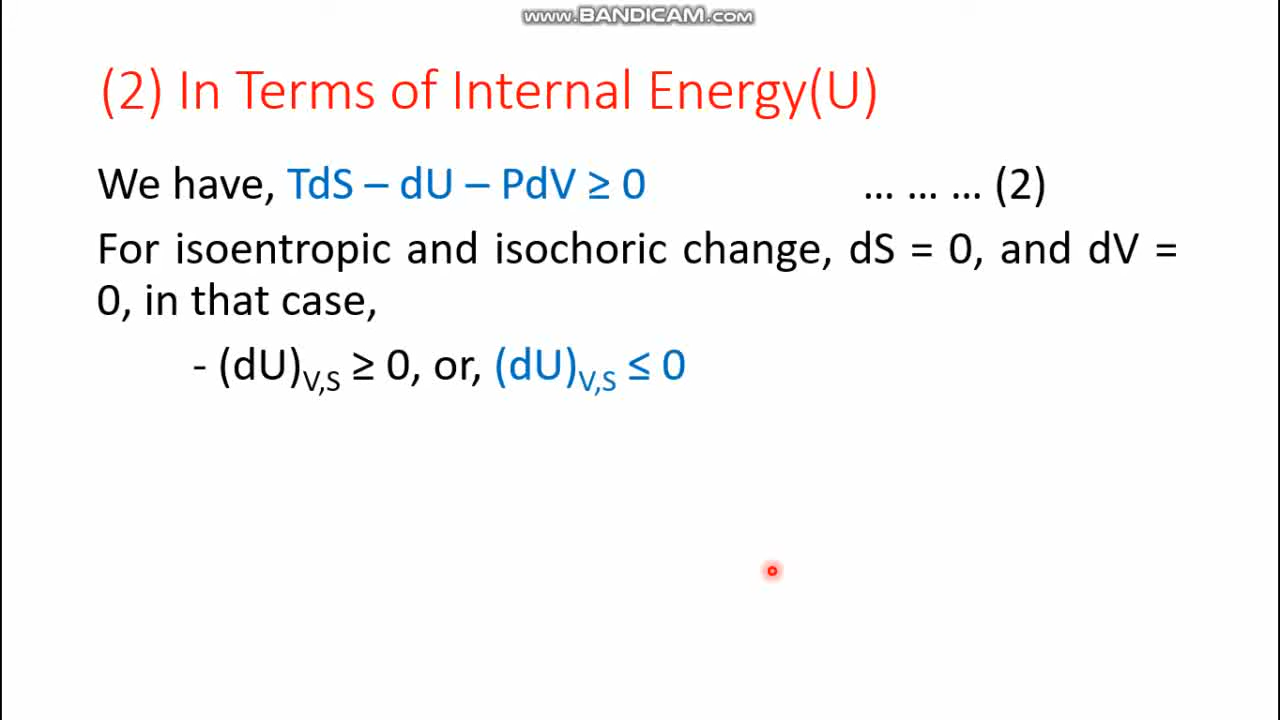 www.BANDICAM.com
(2) In Terms of Internal Energy(U)
We have, TdS – dU – PdV ≥ 0 … … … (2)
For isoentropic and isochoric change, dS = 0, and dV =
0, in that case,
- (dU)V,S ≥ 0, or, (dU)V,S ≤ 0